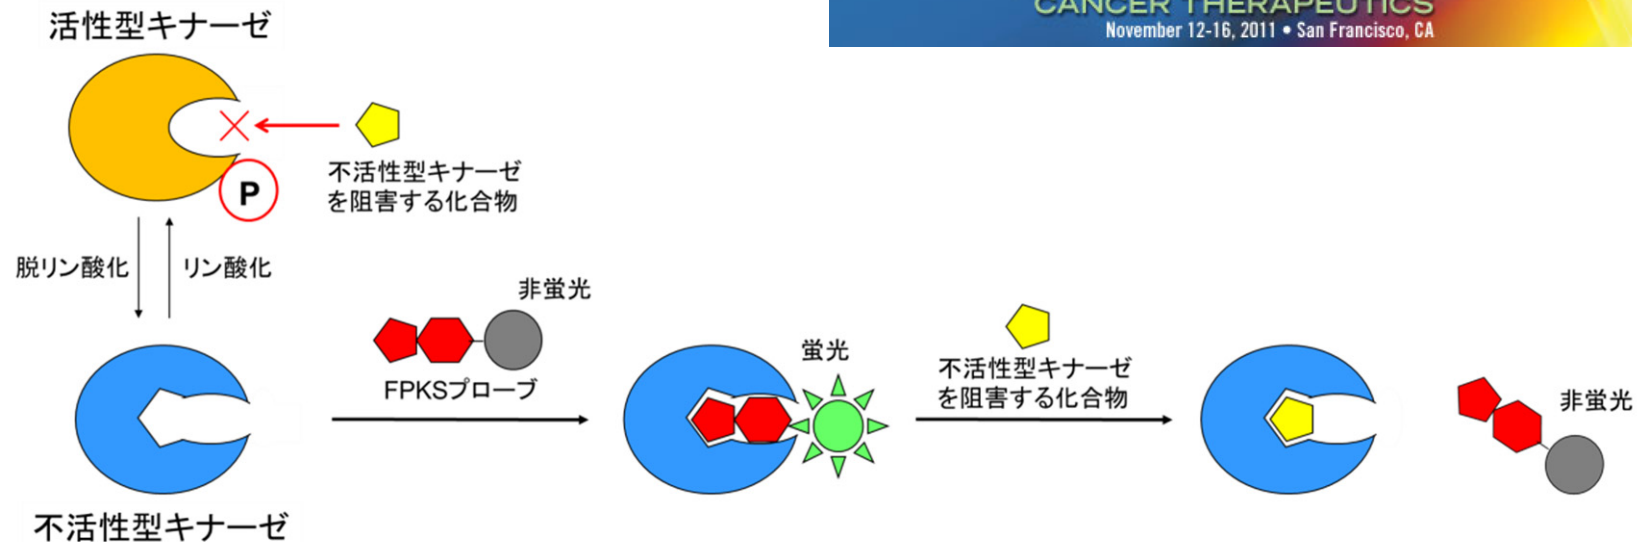 CANCER THERAPEUTICS
November 12-16, 2011 • San Francisco, CA
活性型キナーゼ
P
不活性型キナーゼ
を阻害する化合物
脱リン酸化
リン酸化
不活性型キナーゼ
非蛍光
FPKSプローブ
蛍光
不活性型キナーゼ
を阻害する化合物
非蛍光